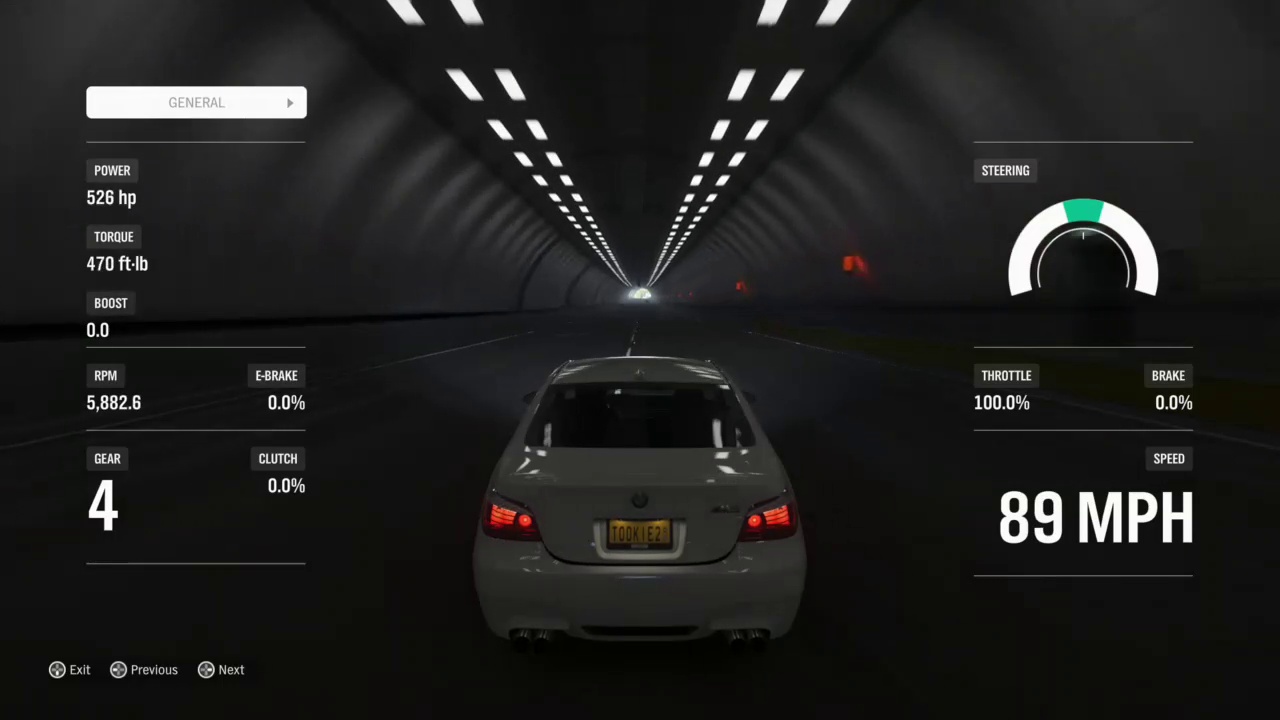 GENERAL
POWER
526 hp
TORQUE
470 ft·lb
BOOST
0.0
RPM
E-BRAKE
5,882.6
0.0%
GEAR
CLUTCH
4
0.0%
STEERING
THROTTLE
BRAKE
100.0%
0.0%
SPEED
89 MPH
TOOKIE2
Exit
Previous
Next